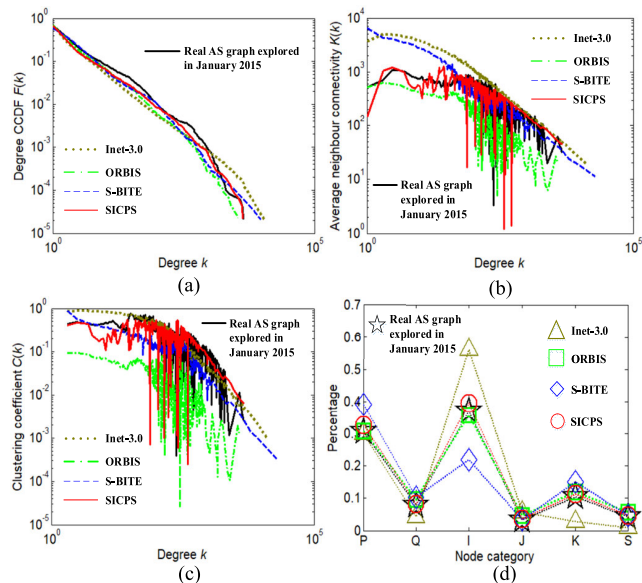 10^0
10^-1
10^-2
10^-3
10^-4
10^-5
Degree CCDF F(k)
Real AS graph explored
in January 2015
Inet-3.0
ORBIS
S-BITE
SICPS
10^0
10^5
Degree k
(a)
10^4
10^3
10^2
10^1
10^0
Average neighbour connectivity K(k)
Inet-3.0
ORBIS
S-BITE
SICPS
Real AS graph
explored in
January 2015
10^0
10^5
Degree k
(b)
10^0
10^-1
10^-2
10^-3
10^-4
10^-5
Clustering coefficient C(k)
Real AS graph
explored in
January 2015
Inet-3.0
ORBIS
S-BITE
SICPS
10^0
10^5
Degree k
(c)
0.7
0.6
0.5
0.4
0.3
0.2
0.1
0
Percentage
Real AS graph
explored in
January 2015
Inet-3.0
ORBIS
S-BITE
SICPS
P Q I J K S
Node category
(d)